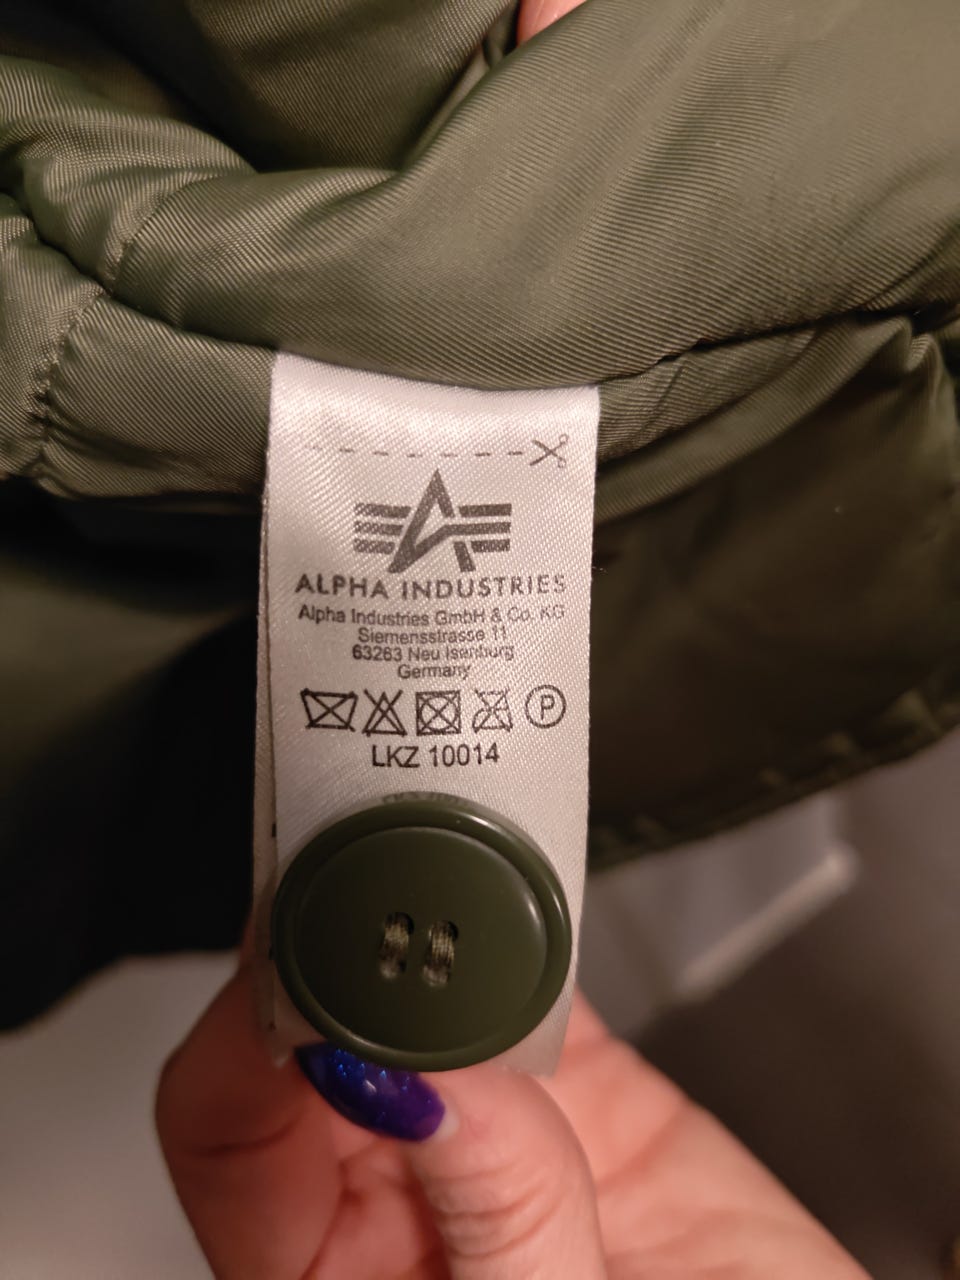 ALPHA INDUSTRIES
Alpha Industries GmbH & Co. KG
Siemensstrasse 11
63263 Neu Isenburg
Germany
P
LKZ 10014